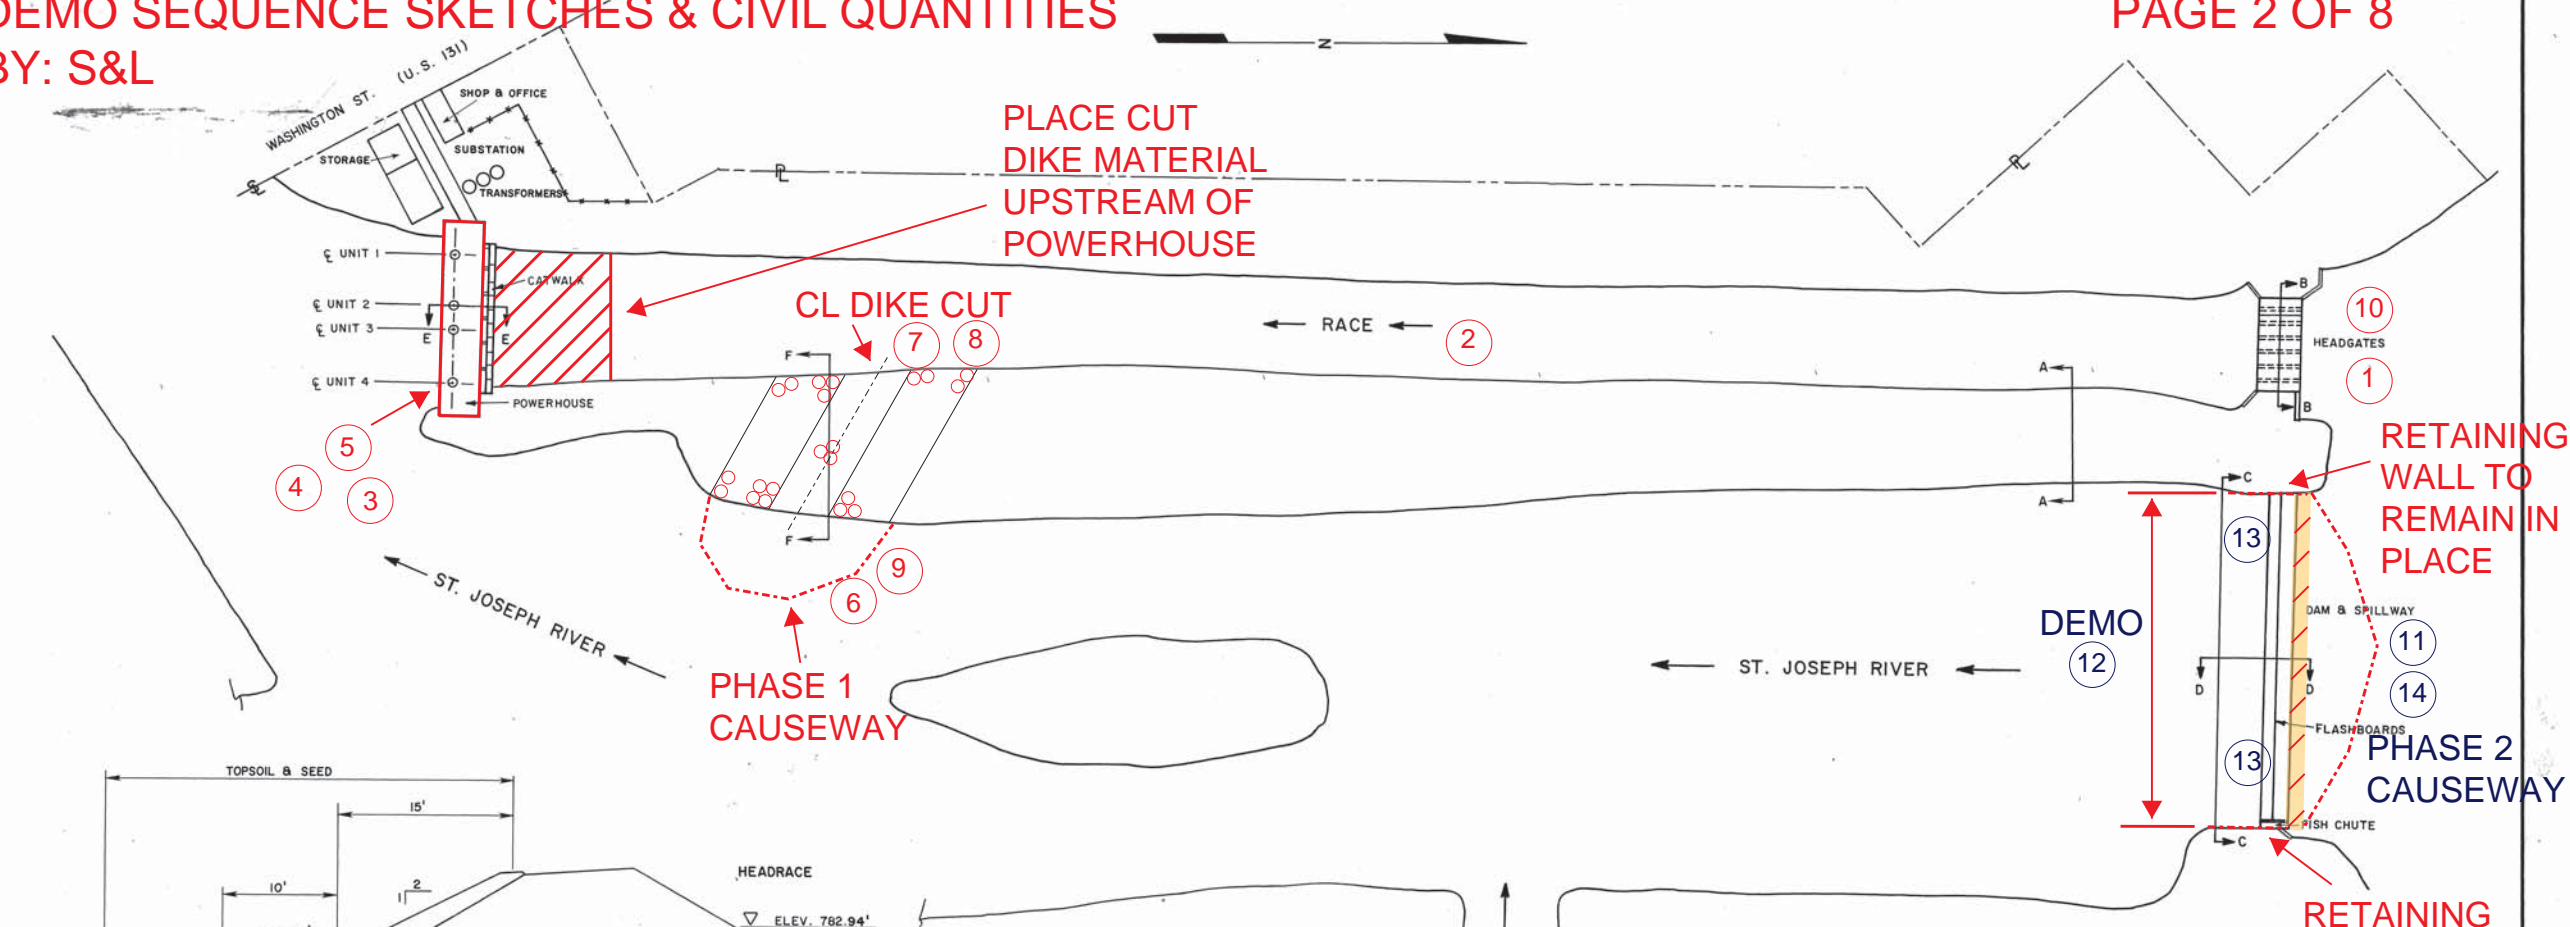 DEMO SEQUENCE SKETCHES & CIVIL QUANTITIES
PAGE 2 OF 8
BY: S&L
N
WASHINGTON ST. (U.S. 131)
SHOP & OFFICE
STORAGE
SUBSTATION
TRANSFORMERS
PLACE CUT
DIKE MATERIAL
UPSTREAM OF
POWERHOUSE
℄ UNIT 1
℄ UNIT 2
℄ UNIT 3
℄ UNIT 4
CATWALK
E
E
POWERHOUSE
5
4
3
CL DIKE CUT
7
8
F
F
RACE
2
B
B
10
HEADGATES
1
A
A
RETAINING
WALL TO
REMAIN IN
PLACE
C
C
13
13
DEMO
12
DAM & SPILLWAY
11
14
D
D
FLASHBOARDS
PHASE 2
CAUSEWAY
FISH CHUTE
RETAINING
9
6
PHASE 1
CAUSEWAY
ST. JOSEPH RIVER
ST. JOSEPH RIVER
TOPSOIL & SEED
15'
10'
2
1
HEADRACE
ELEV. 782.94'